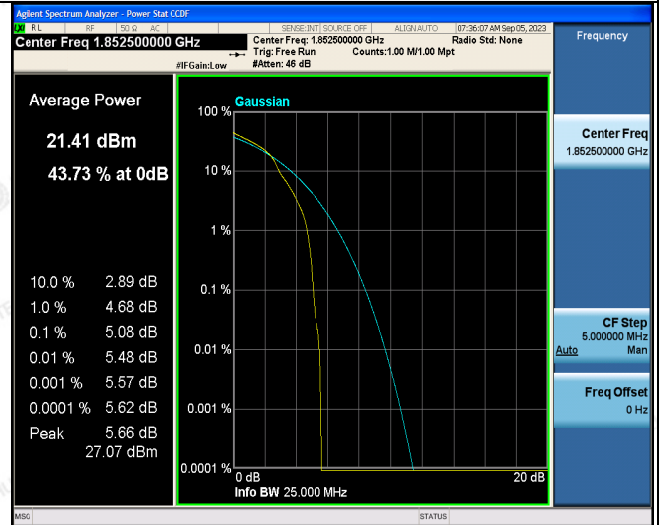 Agilent Spectrum Analyzer - Power Stat CCDF
RL RF 50 Ω AC SENSE:INT SOURCE OFF ALIGN AUTO 07:36:07 AM Sep 05, 2023
Center Freq 1.852500000 GHz
Center Freq: 1.852500000 GHz Radio Std: None
Trig: Free Run Counts:1.00 M/1.00 Mpt
#IFGain:Low #Atten: 46 dB
Frequency
Average Power
21.41 dBm
43.73 % at 0dB
10.0 % 2.89 dB
1.0 % 4.68 dB
0.1 % 5.08 dB
0.01 % 5.48 dB
0.001 % 5.57 dB
0.0001 % 5.62 dB
Peak 5.66 dB
27.07 dBm
Gaussian
100 %
10 %
1 %
0.1 %
0.01 %
0.001 %
0.0001 %
0 dB 20 dB
Info BW 25.000 MHz
Center Freq
1.852500000 GHz
CF Step
5.000000 MHz
Auto Man
Freq Offset
0 Hz
MSG STATUS